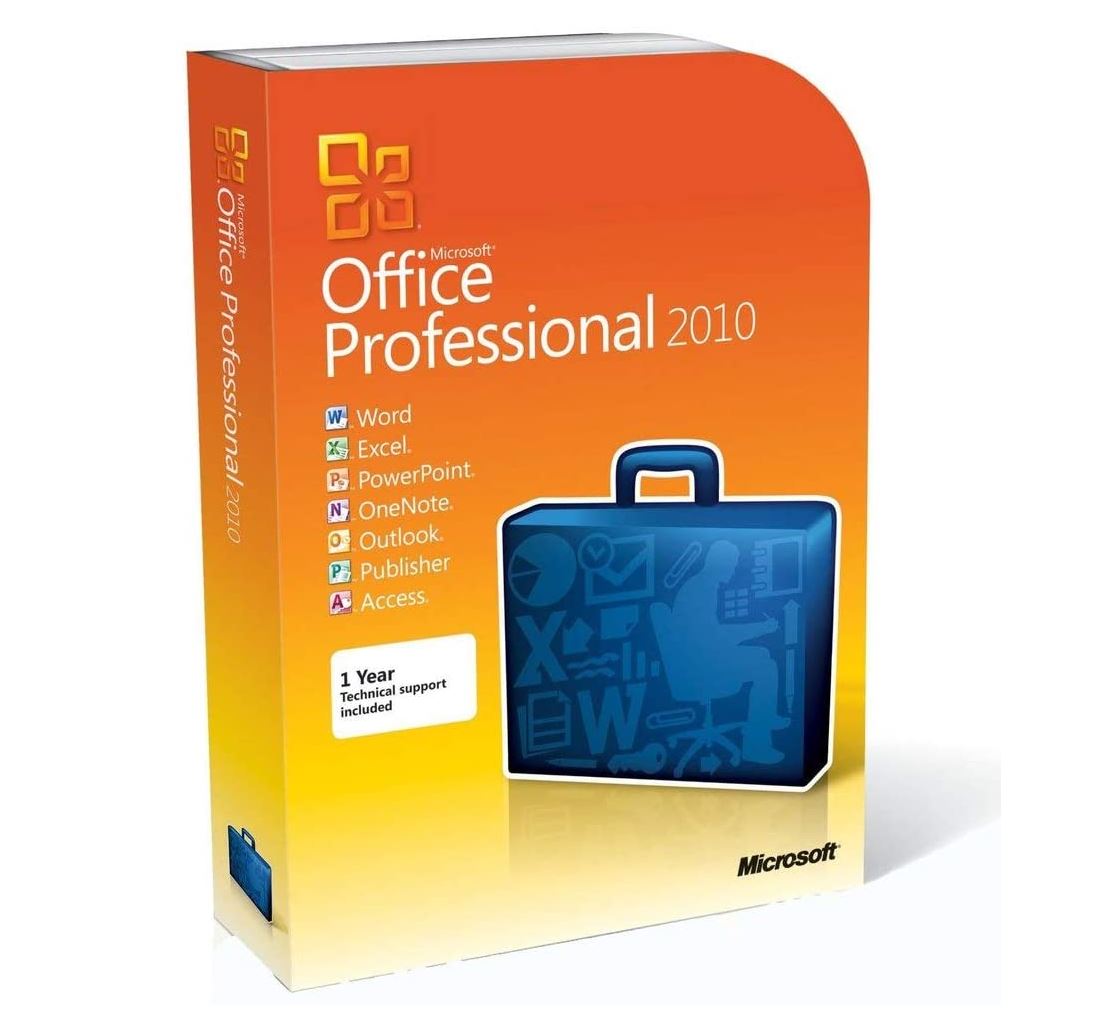 Microsoft®
Office
Professional 2010
Word
Excel®
PowerPoint®
OneNote®
Outlook®
Publisher
Access®
1 Year
Technical support
included
X
W
Microsoft®
Microsoft®
Office Professional 2010